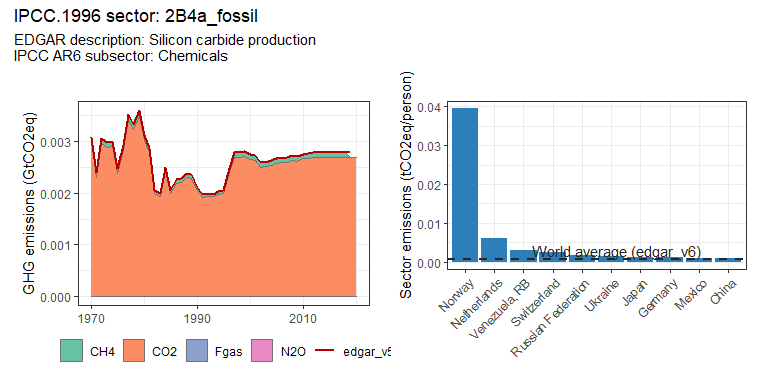 IPCC.1996 sector: 2B4a_fossil
EDGAR description: Silicon carbide production
IPCC AR6 subsector: Chemicals
GHG emissions (GtCO2eq)
0.003
0.002
0.001
0.000
1970
1990
2010
CH4
CO2
Fgas
N2O
edgar_v6
Sector emissions (tCO2eq/person)
0.04
0.03
0.02
0.01
0.00
World average (edgar_v6)
Norway
Netherlands
Venezuela, RB
Switzerland
Russian Federation
Ukraine
Japan
Germany
Mexico
China